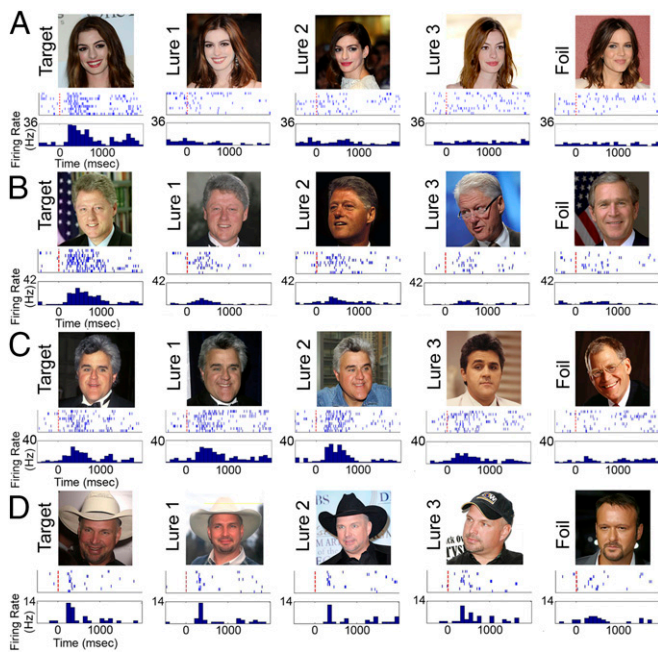 A
Target
Lure 1
Lure 2
Lure 3
Foil
36
36
36
36
36
Firing Rate
(Hz)
0 1000
0 1000
0 1000
0 1000
0 1000
Time (msec)
B
Target
Lure 1
Lure 2
Lure 3
Foil
42
42
42
42
42
Firing Rate
(Hz)
0 1000
0 1000
0 1000
0 1000
0 1000
Time (msec)
C
Target
Lure 1
Lure 2
Lure 3
Foil
40
40
40
40
40
Firing Rate
(Hz)
0 1000
0 1000
0 1000
0 1000
0 1000
Time (msec)
D
Target
Lure 1
Lure 2
Lure 3
Foil
14
14
14
14
14
Firing Rate
(Hz)
0 1000
0 1000
0 1000
0 1000
0 1000
Time (msec)